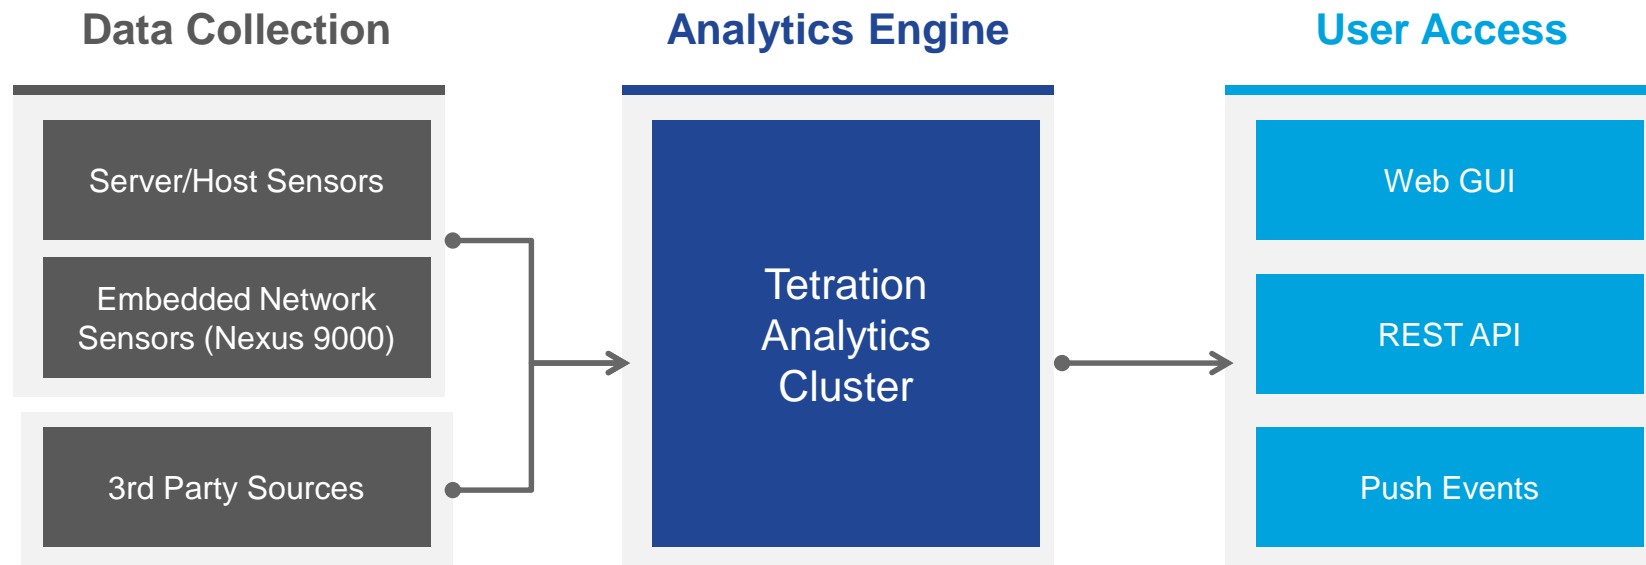 Data Collection
Server/Host Sensors
Embedded Network
Sensors (Nexus 9000)
3rd Party Sources
Analytics Engine
Tetration
Analytics
Cluster
User Access
Web GUI
REST API
Push Events